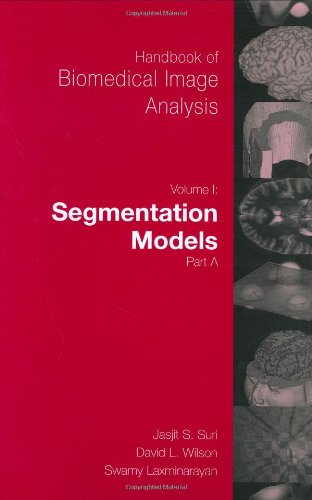 Handbook of
Biomedical Image
Analysis
Volume I:
Segmentation
Models
Part A
Jasjit S. Suri
David L. Wilson
Swamy Laxminarayan